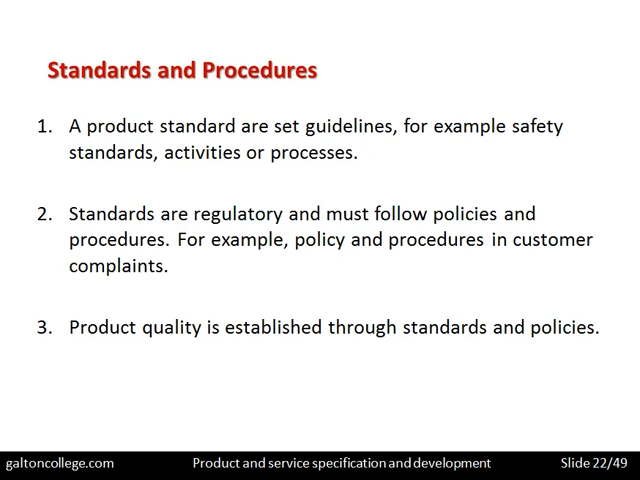 Standards and Procedures
1. A product standard are set guidelines, for example safety
standards, activities or processes.
2. Standards are regulatory and must follow policies and
procedures. For example, policy and procedures in customer
complaints.
3. Product quality is established through standards and policies.
galtoncollege.com Product and service specification and development Slide 22/49